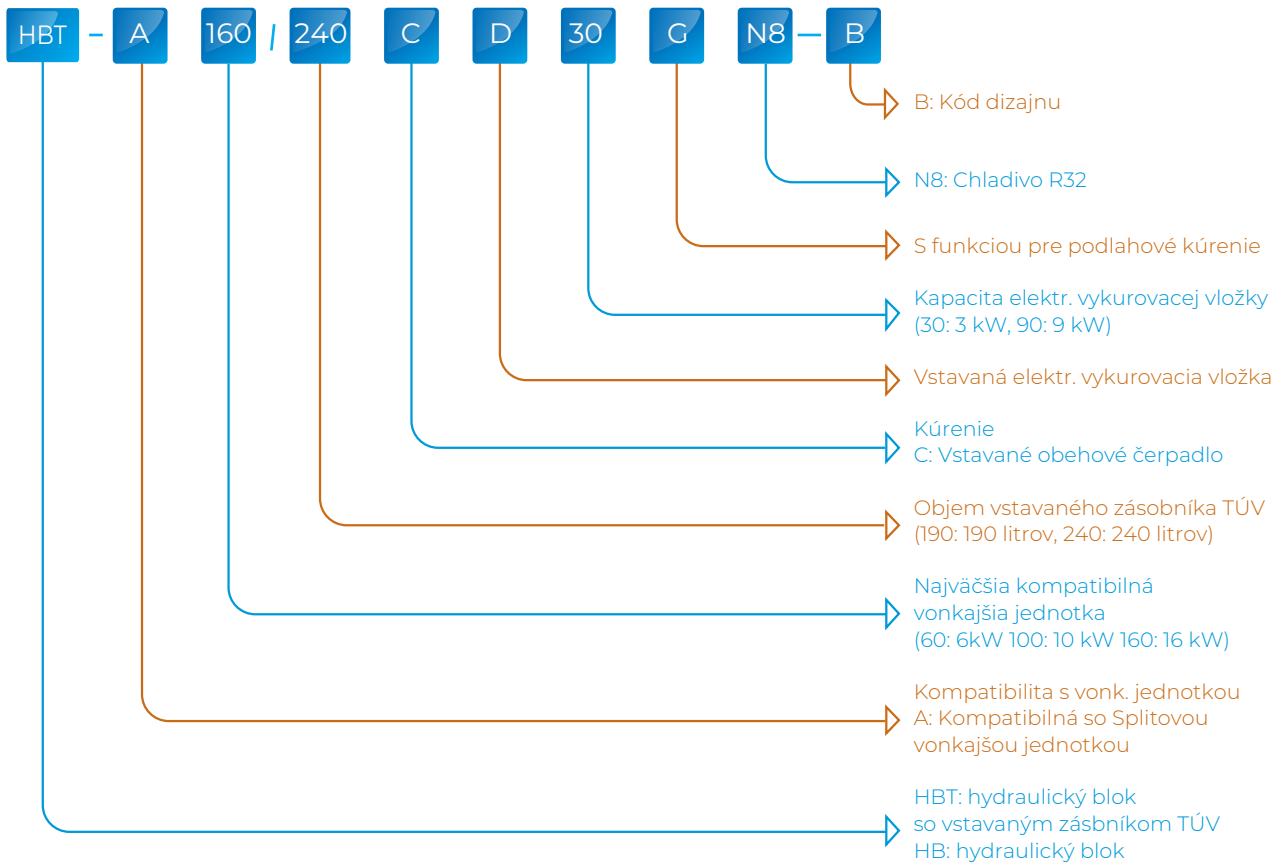 HBT – A 160 / 240 C D 30 G N8 — B
B: Kód dizajnu
N8: Chladivo R32
S funkciou pre podlahové kúrenie
Kapacita elektr. vykurovacej vložky
(30: 3 kW, 90: 9 kW)
Vstavaná elektr. vykurovacia vložka
Kúrenie
C: Vstavané obehové čerpadlo
Objem vstavaného zásobníka TÚV
(190: 190 litrov, 240: 240 litrov)
Najväčšia kompatibilná
vonkajšia jednotka
(60: 6kW 100: 10 kW 160: 16 kW)
Kompatibilita s vonk. jednotkou
A: Kompatibilná so Splitovou
vonkajšou jednotkou
HBT: hydraulický blok
so vstavaným zásbníkom TÚV
HB: hydraulický blok